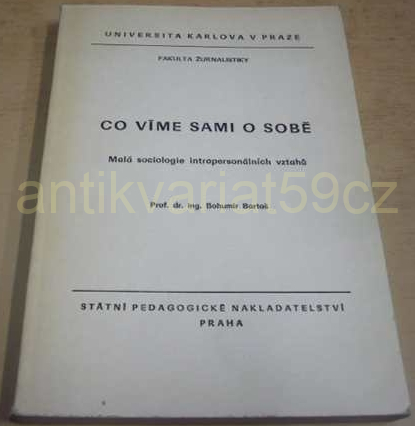 UNIVERSITA KARLOVA V PRAZE
FAKULTA ŽURNALISTIKY
CO VÍME SAMI O SOBĚ
Malá sociologie intrapersonálních vztahů
antikvariat59cz
Prof. dr. ing. Bohumír Bartoš
STÁTNÍ PEDAGOGICKÉ NAKLADATELSTVÍ
PRAHA